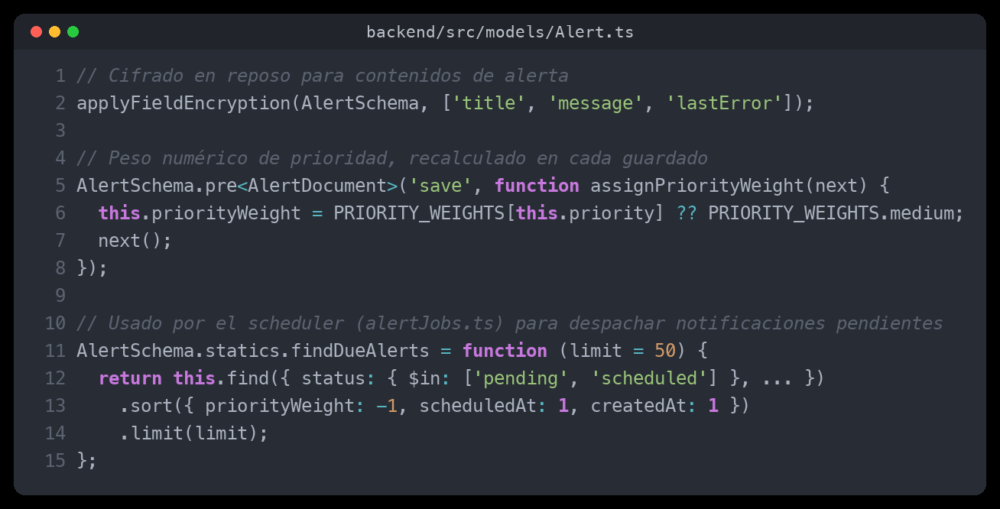 backend/src/models/Alert.ts
1 // Cifrado en reposo para contenidos de alerta
2 applyFieldEncryption(AlertSchema, ['title', 'message', 'lastError']);
3
4 // Peso numérico de prioridad, recalculado en cada guardado
5 AlertSchema.pre<AlertDocument>('save', function assignPriorityWeight(next) {
6   this.priorityWeight = PRIORITY_WEIGHTS[this.priority] ?? PRIORITY_WEIGHTS.medium;
7   next();
8 });
9
10 // Usado por el scheduler (alertJobs.ts) para despachar notificaciones pendientes
11 AlertSchema.statics.findDueAlerts = function (limit = 50) {
12   return this.find({ status: { $in: ['pending', 'scheduled'] }, ... })
13     .sort({ priorityWeight: -1, scheduledAt: 1, createdAt: 1 })
14     .limit(limit);
15 };